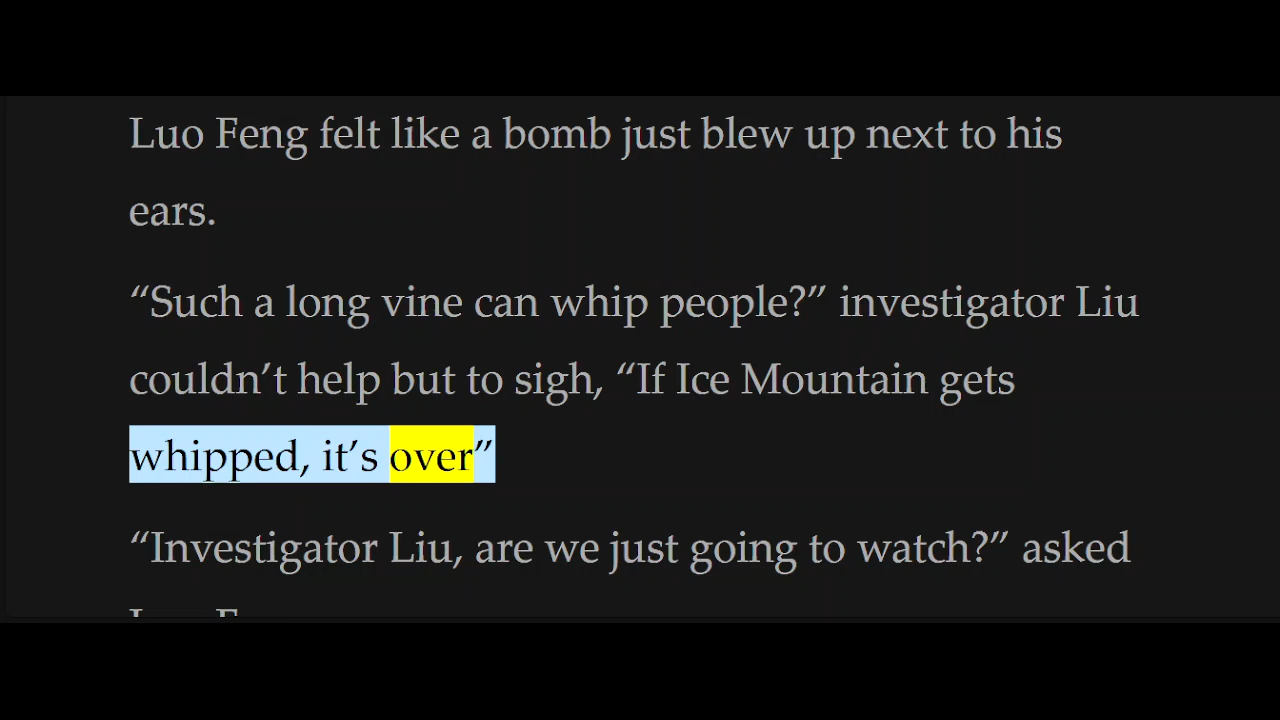 Luo Feng felt like a bomb just blew up next to his
ears.
“Such a long vine can whip people?” investigator Liu
couldn’t help but to sigh, “If Ice Mountain gets
whipped, it’s over”
“Investigator Liu, are we just going to watch?” asked